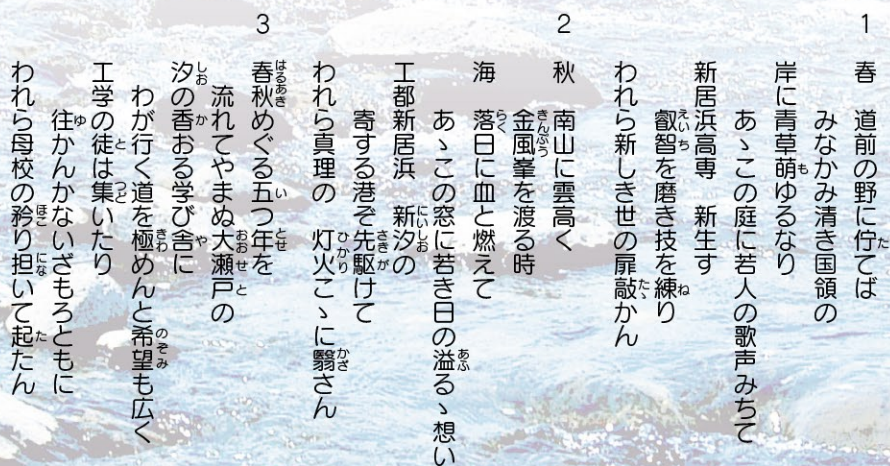 1 春 道前の野に佇てば
みなかみ清き国領の
岸に青草萌ゆるなり
あゝこの庭に若人の歌声みちて
新居浜高専 新生す
叡智を磨き技を練り
われら新しき世の扉敲かん
2 秋 南山に雲高く
金風峯を渡る時
海 落日に血と燃えて
あゝこの窓に若き日の溢るゝ想い
工都新居浜 新汐の
寄する港ぞ先駆けて
われら真理の 灯火こゝに翳さん
3 春秋めぐる五つ年を
流れてやまぬ大瀬戸の
汐の香おる学び舎に
わが行く道を極めんと希望も広く
工学の徒は集いたり
往かんかないざもろともに
われら母校の矜り担いて起たん